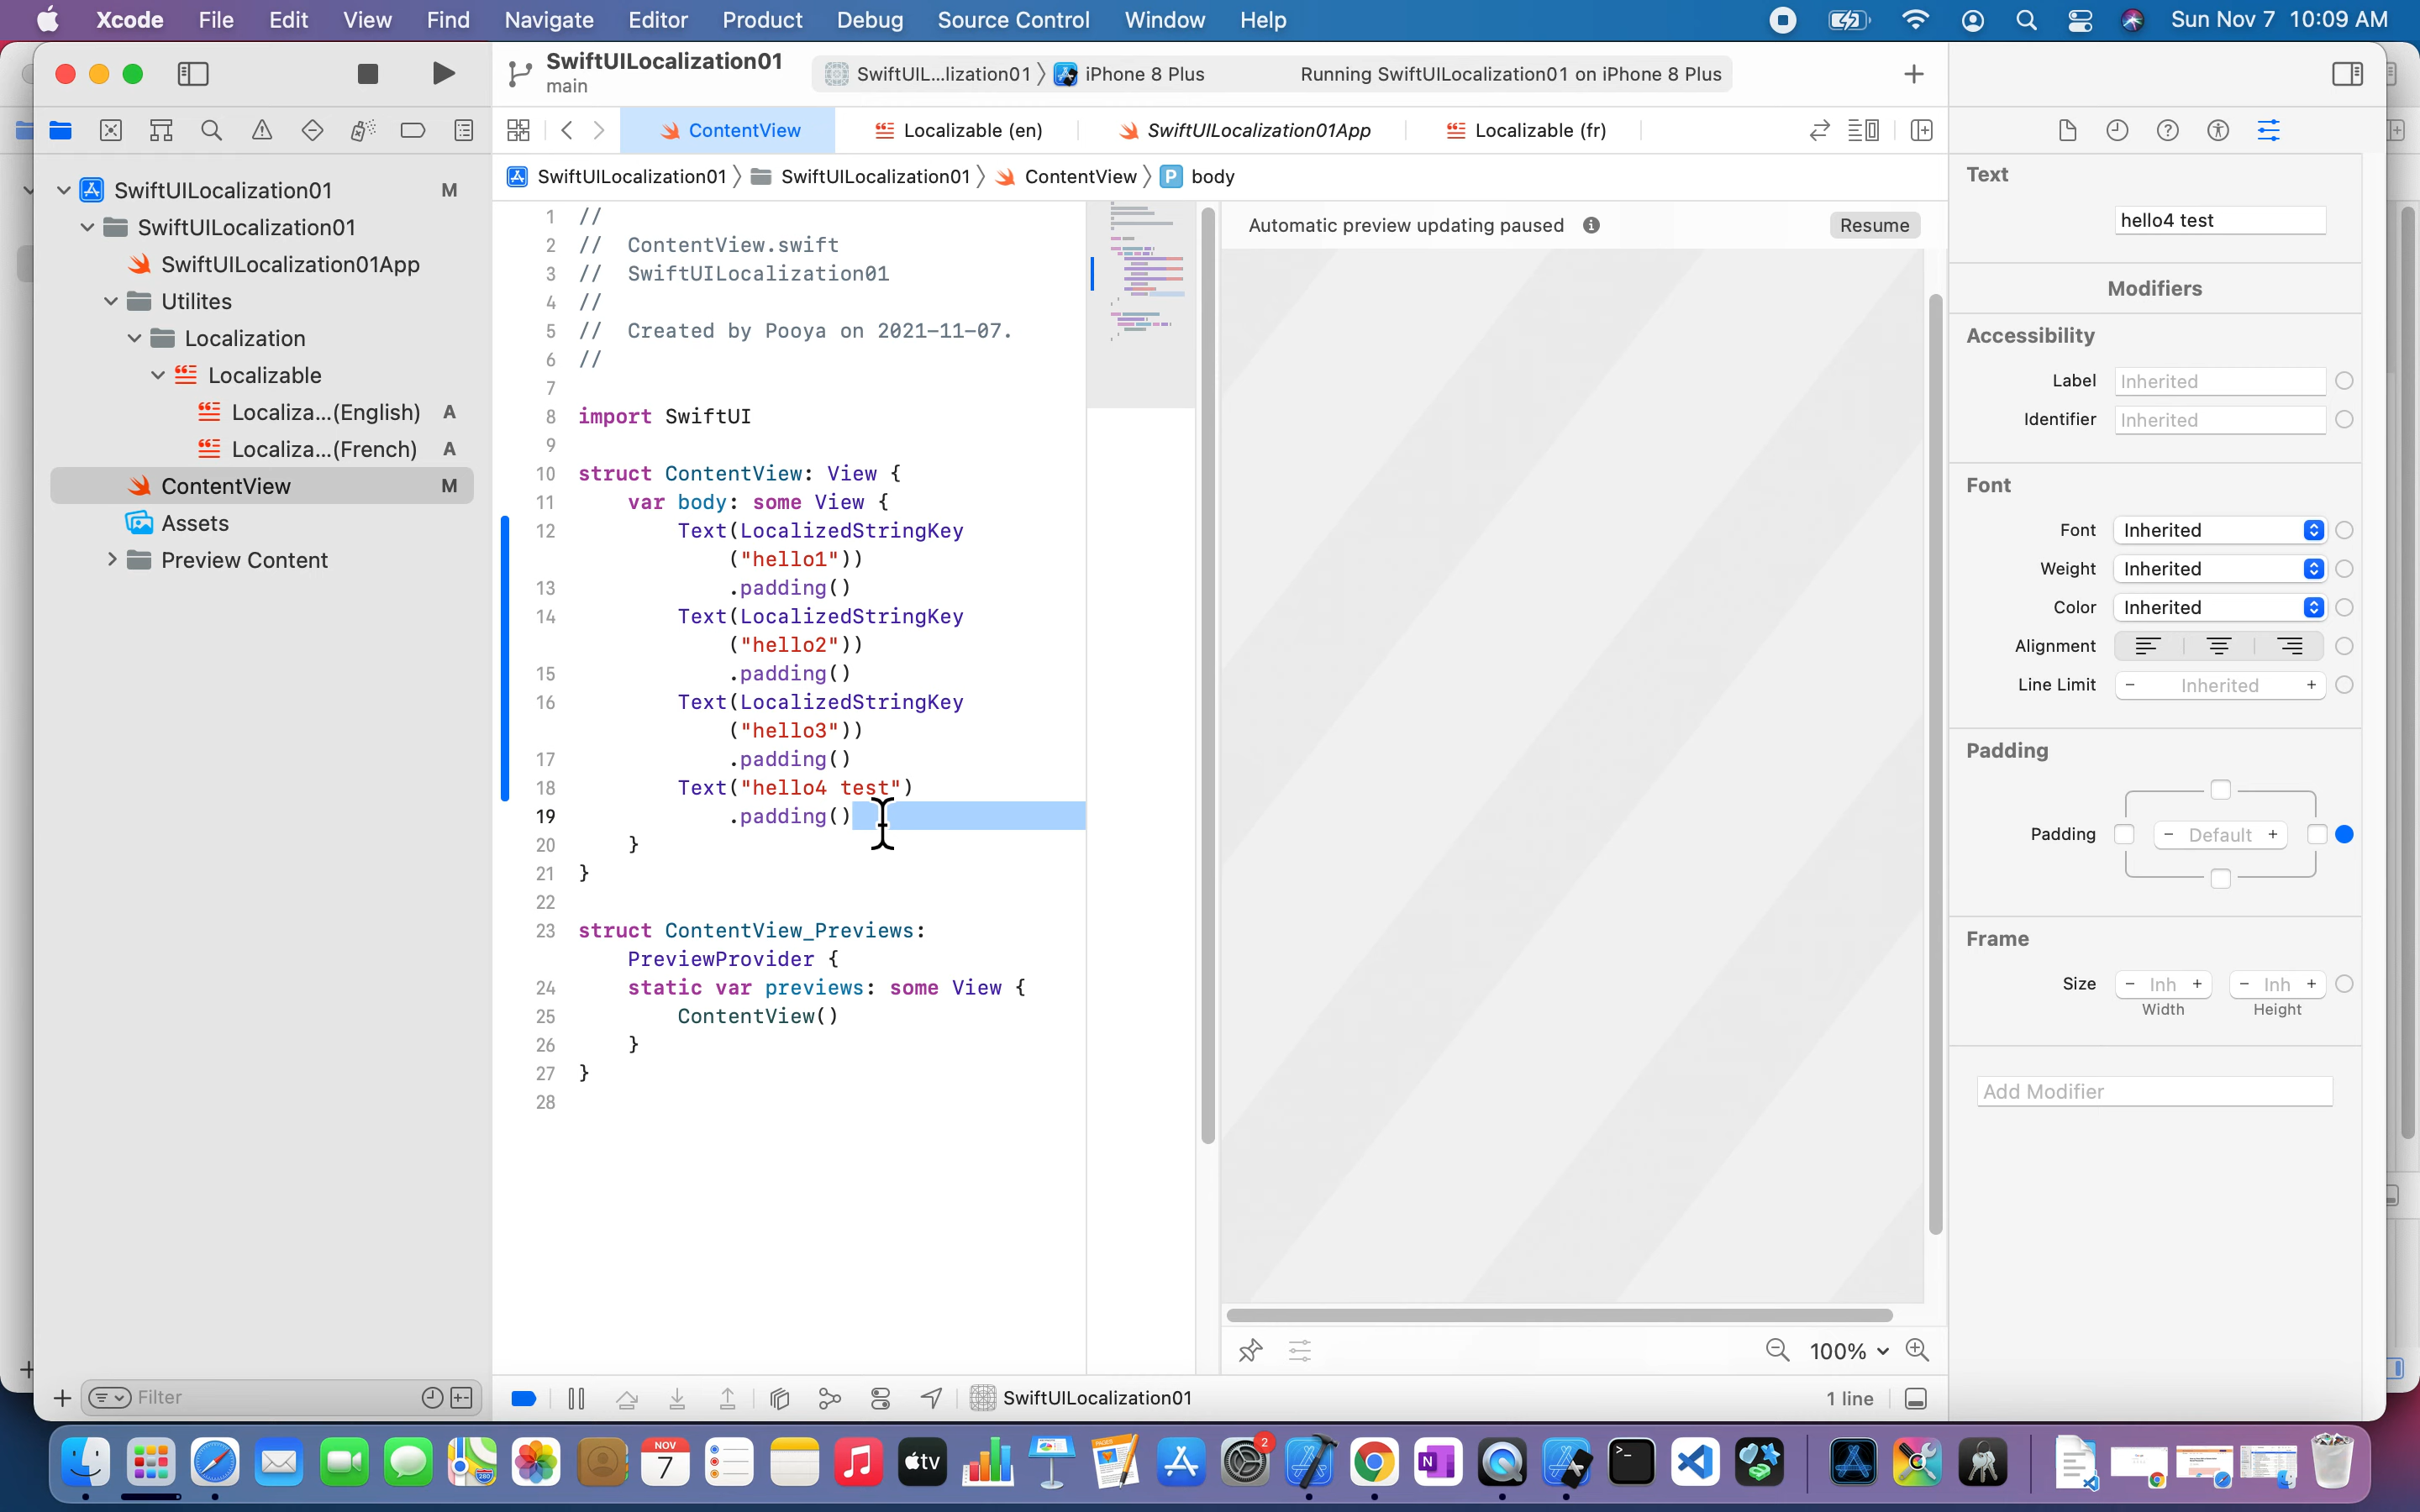 Xcode File Edit View Find Navigate Editor Product Debug Source Control Window Help Sun Nov 7 10:09 AM
SwiftUILocalization01
main
SwiftUIL...lization01 iPhone 8 Plus Running SwiftUILocalization01 on iPhone 8 Plus
ContentView Localizable (en) SwiftUILocalization01App Localizable (fr)
SwiftUILocalization01 SwiftUILocalization01 ContentView P body
SwiftUILocalization01 M
SwiftUILocalization01
SwiftUILocalization01App
Utilites
Localization
Localizable
Localiza...(English) A
Localiza...(French) A
ContentView M
Assets
Preview Content
Filter
1 //
2 // ContentView.swift
3 // SwiftUILocalization01
4 //
5 // Created by Pooya on 2021-11-07.
6 //
7
8 import SwiftUI
9
10 struct ContentView: View {
11 var body: some View {
12 Text(LocalizedStringKey
("hello1"))
13 .padding()
14 Text(LocalizedStringKey
("hello2"))
15 .padding()
16 Text(LocalizedStringKey
("hello3"))
17 .padding()
18 Text("hello4 test")
19 .padding()
20 }
21 }
22
23 struct ContentView_Previews:
PreviewProvider {
24 static var previews: some View {
25 ContentView()
26 }
27 }
28
Automatic preview updating paused Resume
100%
SwiftUILocalization01 1 line
Text
hello4 test
Modifiers
Accessibility
Label Inherited
Identifier Inherited
Font
Font Inherited
Weight Inherited
Color Inherited
Alignment
Line Limit - Inherited +
Padding
Padding - Default +
Frame
Size - Inh + - Inh +
Width Height
Add Modifier
NOV
7
280
tv
PAGES
2
N
>_